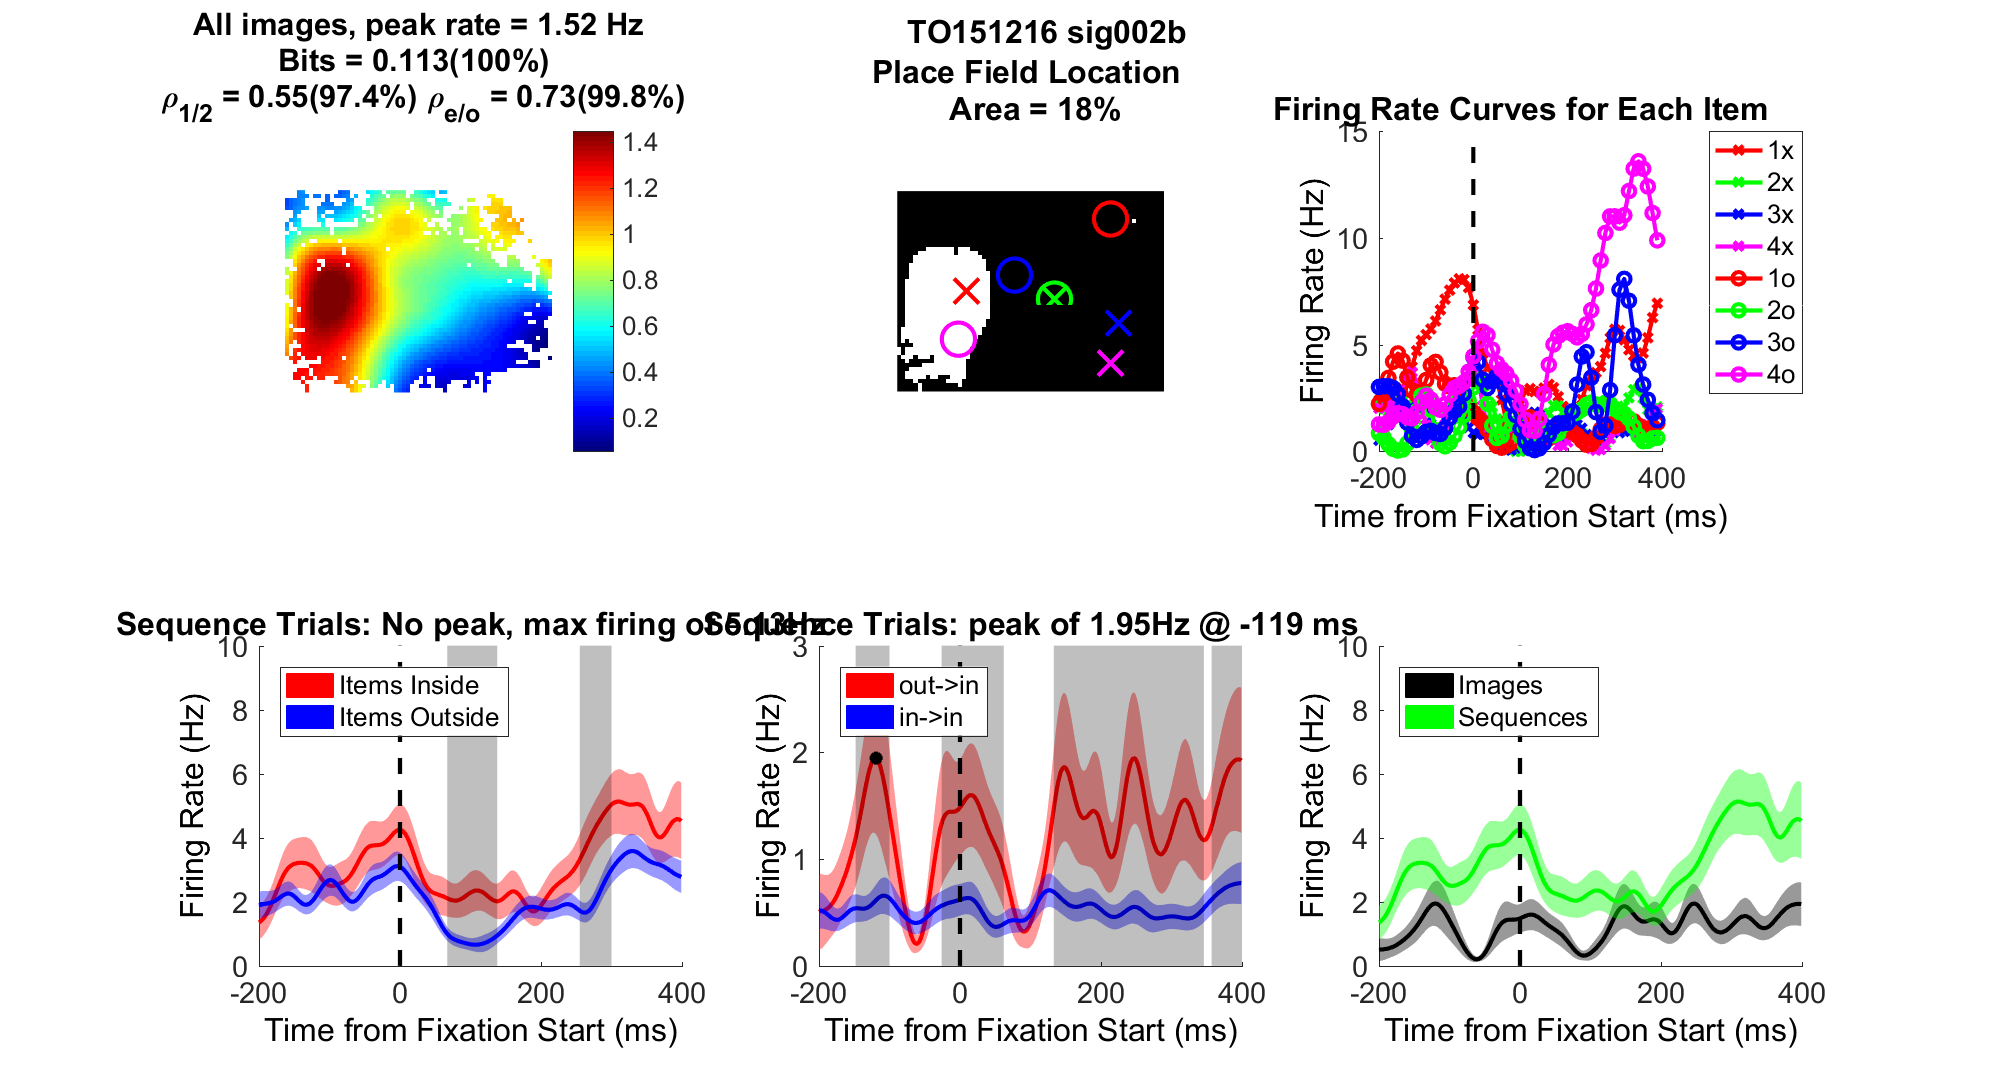 All images, peak rate = 1.52 Hz
Bits = 0.113(100%)
ρ1/2 = 0.55(97.4%) ρe/o = 0.73(99.8%)
1.4
1.2
1
0.8
0.6
0.4
0.2
TO151216 sig002b
Place Field Location
Area = 18%
Firing Rate Curves for Each Item
15
10
5
0
Firing Rate (Hz)
-200 0 200 400
Time from Fixation Start (ms)
1x
2x
3x
4x
1o
2o
3o
4o
Sequence Trials: No peak, max firing of 5.13Hz
10
8
6
4
2
0
Firing Rate (Hz)
Items Inside
Items Outside
-200 0 200 400
Time from Fixation Start (ms)
Sequence Trials: peak of 1.95Hz @ -119 ms
3
2
1
0
Firing Rate (Hz)
out->in
in->in
-200 0 200 400
Time from Fixation Start (ms)
10
8
6
4
2
0
Firing Rate (Hz)
Images
Sequences
-200 0 200 400
Time from Fixation Start (ms)